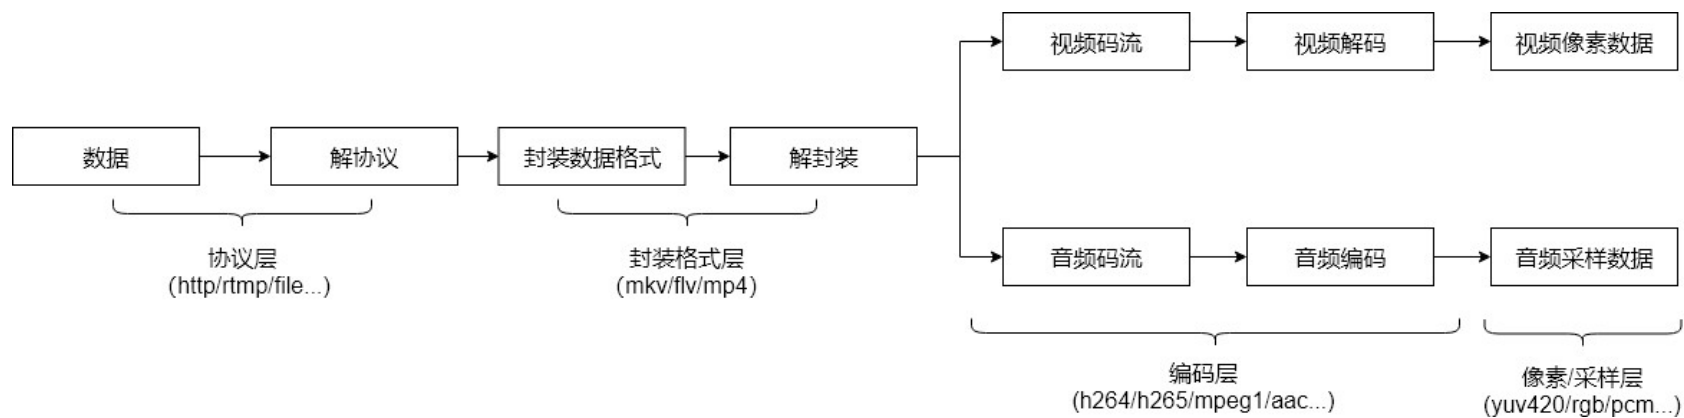 视频码流
视频解码
视频像素数据
数据
解协议
封装数据格式
解封装
协议层
(http/rtmp/file...)
封装格式层
(mkv/flv/mp4)
音频码流
音频编码
音频采样数据
编码层
(h264/h265/mpeg1/aac...)
像素/采样层
(yuv420/rgb/pcm...)